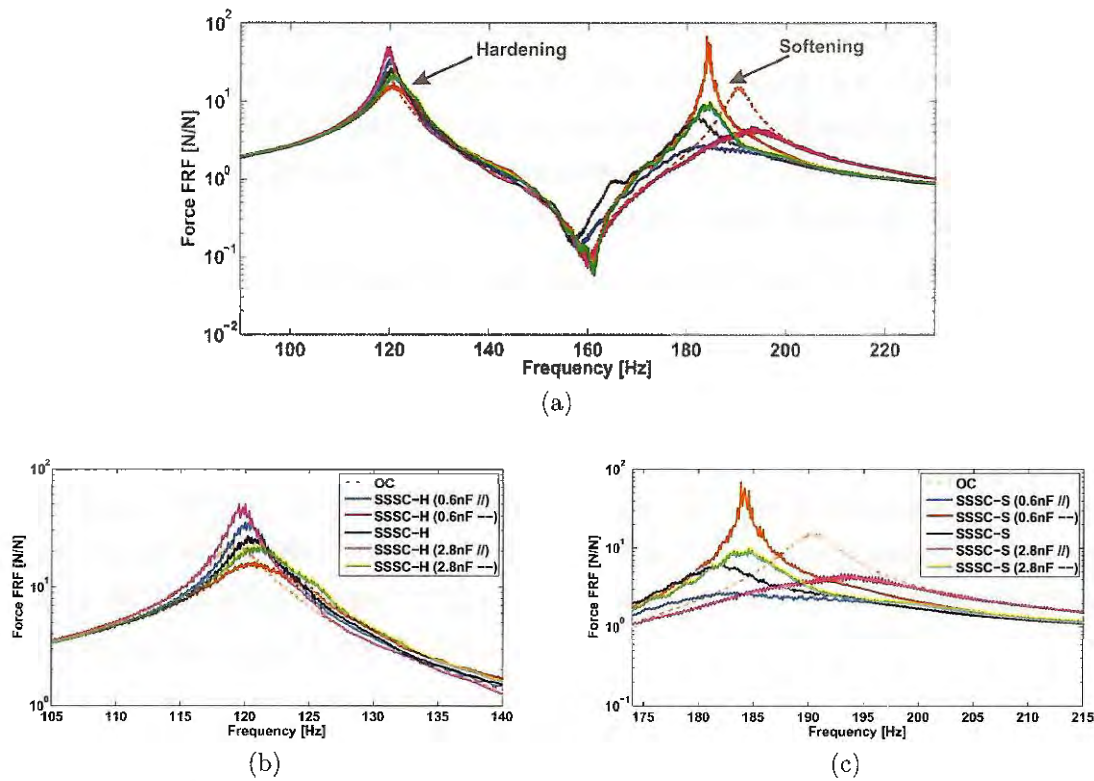 Hardening
Softening
Force FRF [N/N]
10^2
10^1
10^0
10^-1
10^-2
100 120 140 160 180 200 220
Frequency [Hz]
(a)
Force FRF [N/N]
10^2
10^1
10^0
OC
SSSC-H (0.6nF //)
SSSC-H (0.6nF --)
SSSC-H
SSSC-H (2.8nF //)
SSSC-H (2.8nF --)
105 110 115 120 125 130 135 140
Frequency [Hz]
(b)
Force FRF [N/N]
10^2
10^1
10^0
10^-1
OC
SSSC-S (0.6nF //)
SSSC-S (0.6nF --)
SSSC-S
SSSC-S (2.8nF //)
SSSC-S (2.8nF --)
175 180 185 190 195 200 205 210 215
Frequency [Hz]
(c)